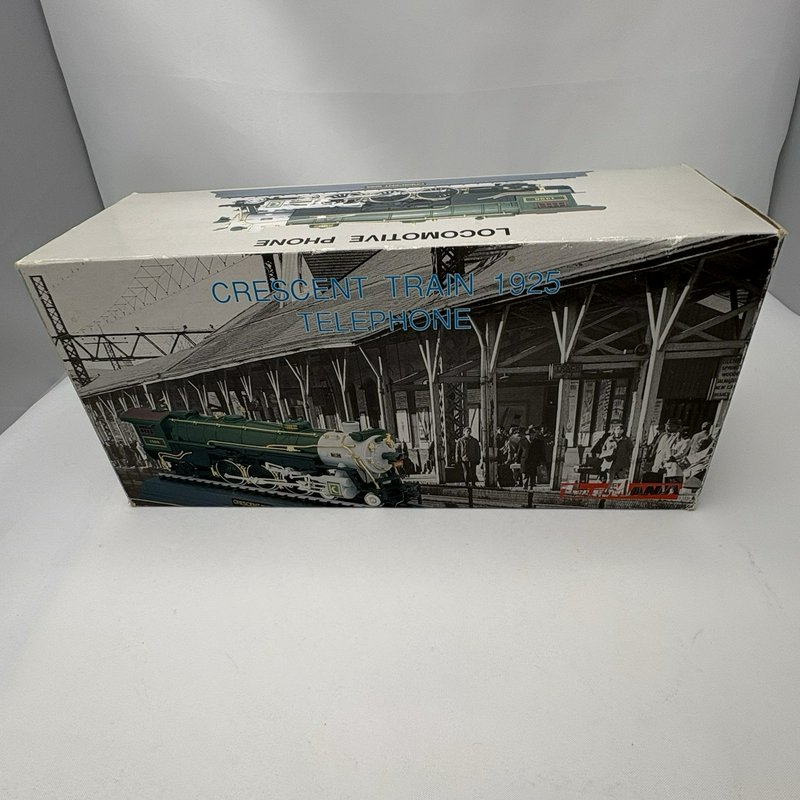 LOCOMOTIVE PHONE
CRESCENT TRAIN 1925
TELEPHONE